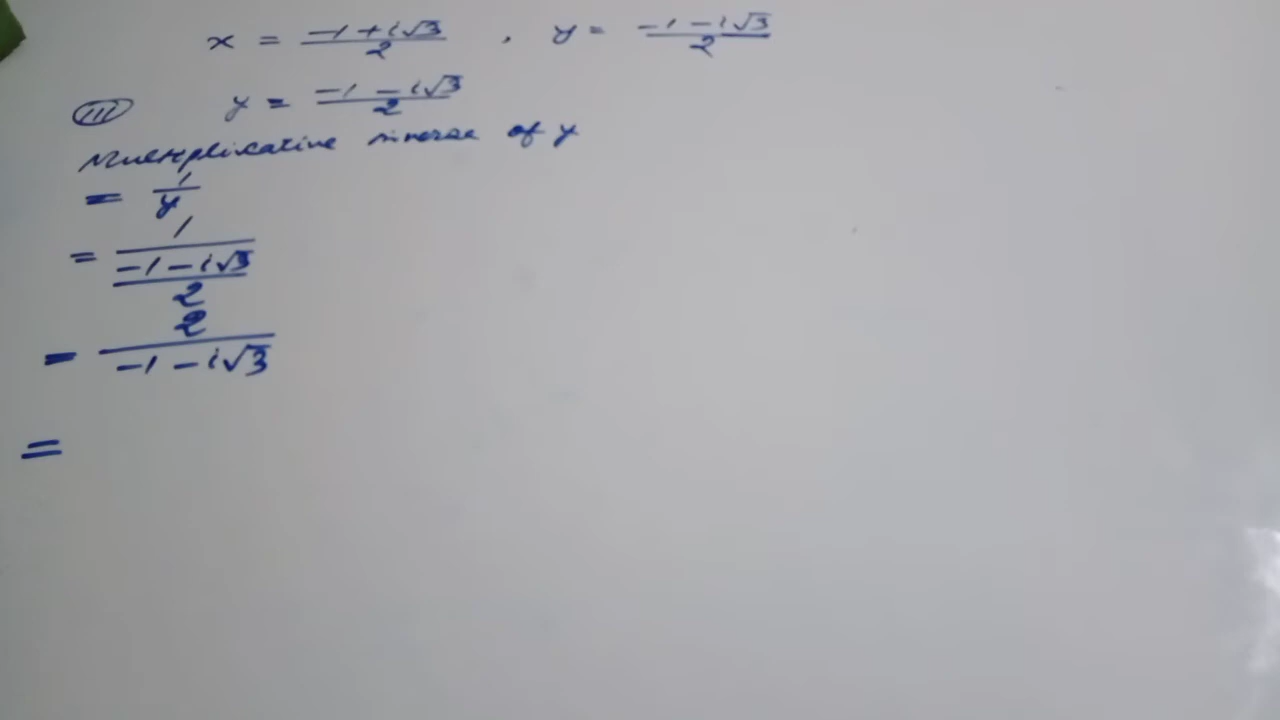 x = (-1 + i√3)/2 , y = (-1 - i√3)/2
(iii) y = (-1 - i√3)/2
Multiplicative inverse of y
= 1/y
= 1/((-1 - i√3)/2)
= 2/(-1 - i√3)
=